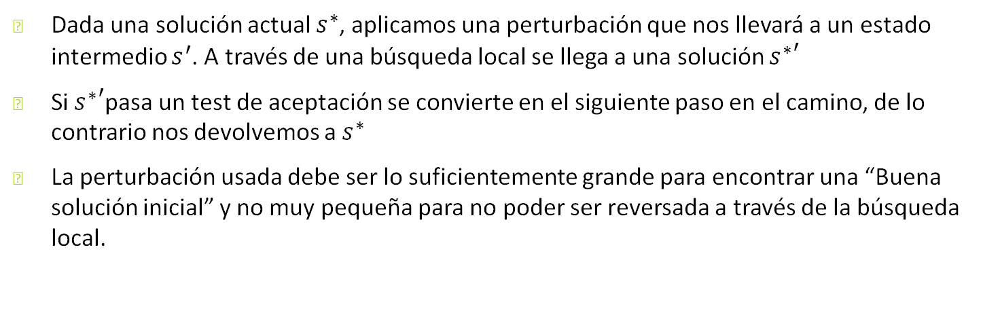 Dada una solución actual s*, aplicamos una perturbación que nos llevará a un estado
intermedio s′. A través de una búsqueda local se llega a una solución s*′
Si s*′pasa un test de aceptación se convierte en el siguiente paso en el camino, de lo
contrario nos devolvemos a s*
La perturbación usada debe ser lo suficientemente grande para encontrar una “Buena
solución inicial” y no muy pequeña para no poder ser reversada a través de la búsqueda
local.